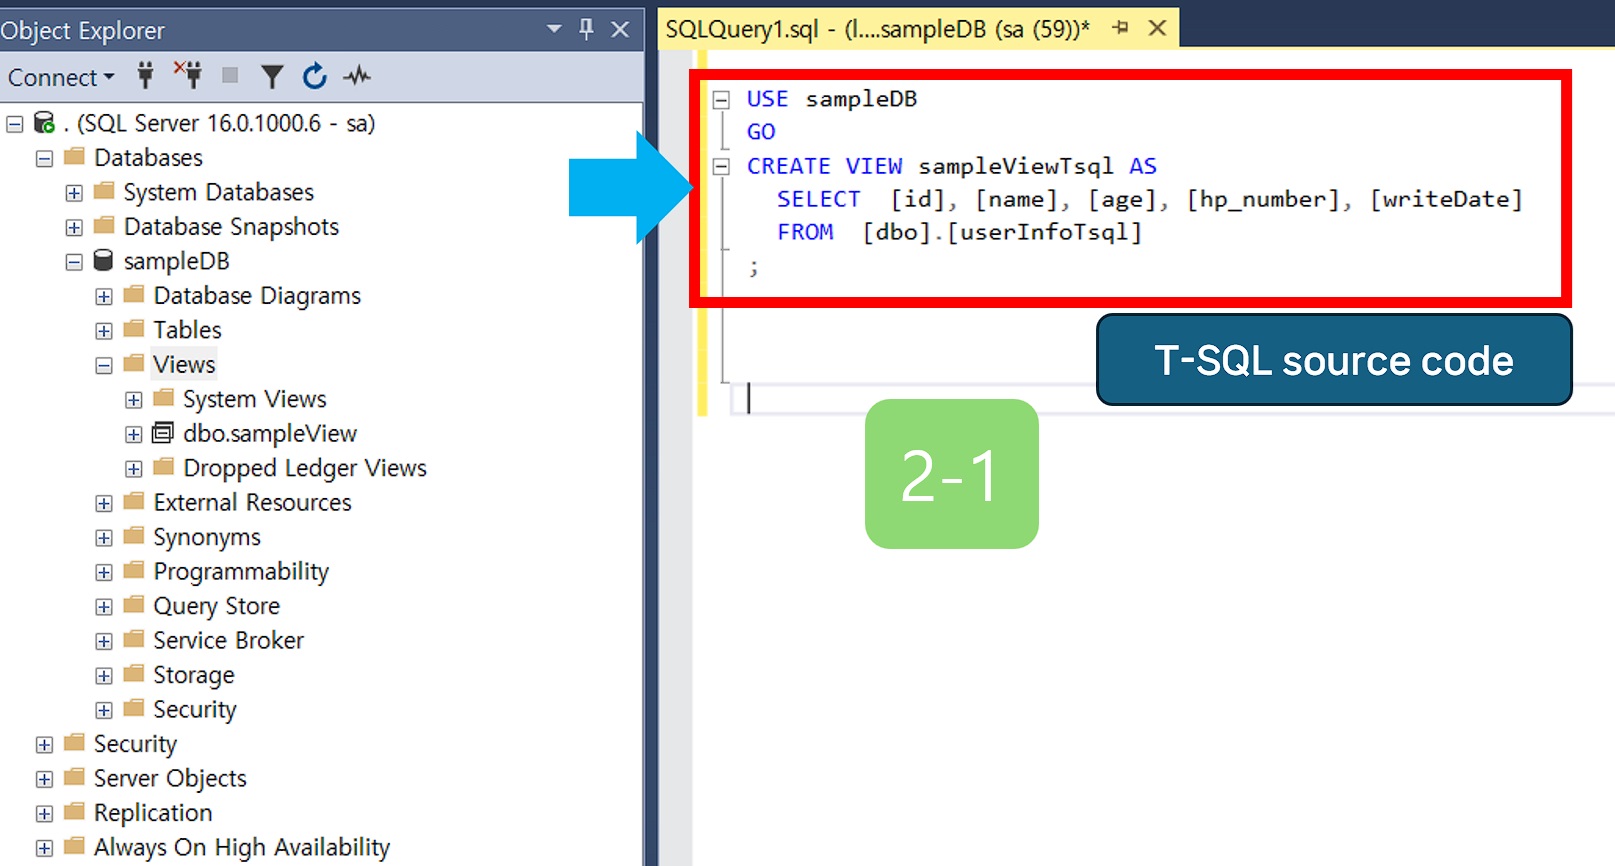 Object Explorer
Connect
. (SQL Server 16.0.1000.6 - sa)
Databases
System Databases
Database Snapshots
sampleDB
Database Diagrams
Tables
Views
System Views
dbo.sampleView
Dropped Ledger Views
External Resources
Synonyms
Programmability
Query Store
Service Broker
Storage
Security
Security
Server Objects
Replication
Always On High Availability
SQLQuery1.sql - (l....sampleDB (sa (59))*
USE sampleDB
GO
CREATE VIEW sampleViewTsql AS
SELECT [id], [name], [age], [hp_number], [writeDate]
FROM [dbo].[userInfoTsql]
;
T-SQL source code
2-1